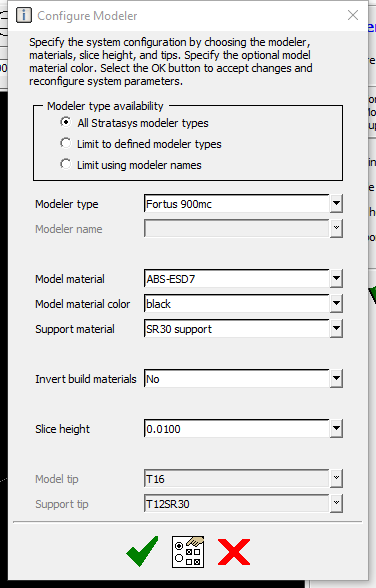 Configure Modeler
Specify the system configuration by choosing the modeler,
materials, slice height, and tips. Specify the optional model
material color. Select the OK button to accept changes and
reconfigure system parameters.
Modeler type availability
All Stratasys modeler types
Limit to defined modeler types
Limit using modeler names
Modeler type Fortus 900mc
Modeler name
Model material ABS-ESD7
Model material color black
Support material SR30 support
Invert build materials No
Slice height 0.0100
Model tip T16
Support tip T12SR30